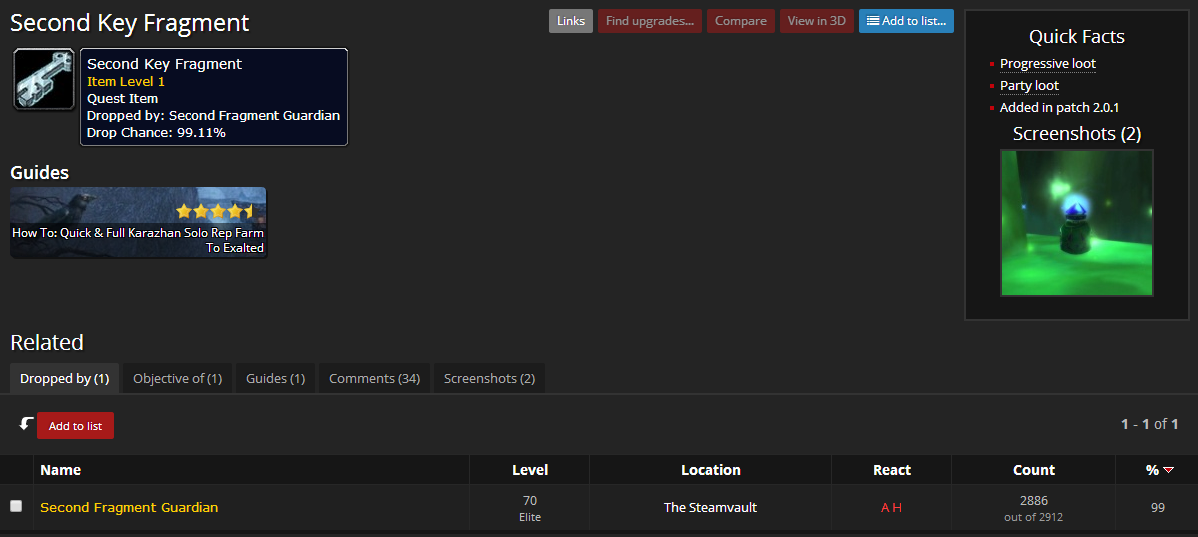 Second Key Fragment
Links
Find upgrades...
Compare
View in 3D
Add to list...
Second Key Fragment
Item Level 1
Quest Item
Dropped by: Second Fragment Guardian
Drop Chance: 99.11%
Guides
How To: Quick & Full Karazhan Solo Rep Farm
To Exalted
Quick Facts
Progressive loot
Party loot
Added in patch 2.0.1
Screenshots (2)
Related
Dropped by (1)
Objective of (1)
Guides (1)
Comments (34)
Screenshots (2)
Add to list
1 - 1 of 1
Name Level Location React Count %
Second Fragment Guardian 70 The Steamvault A H 2886 99
Elite out of 2912